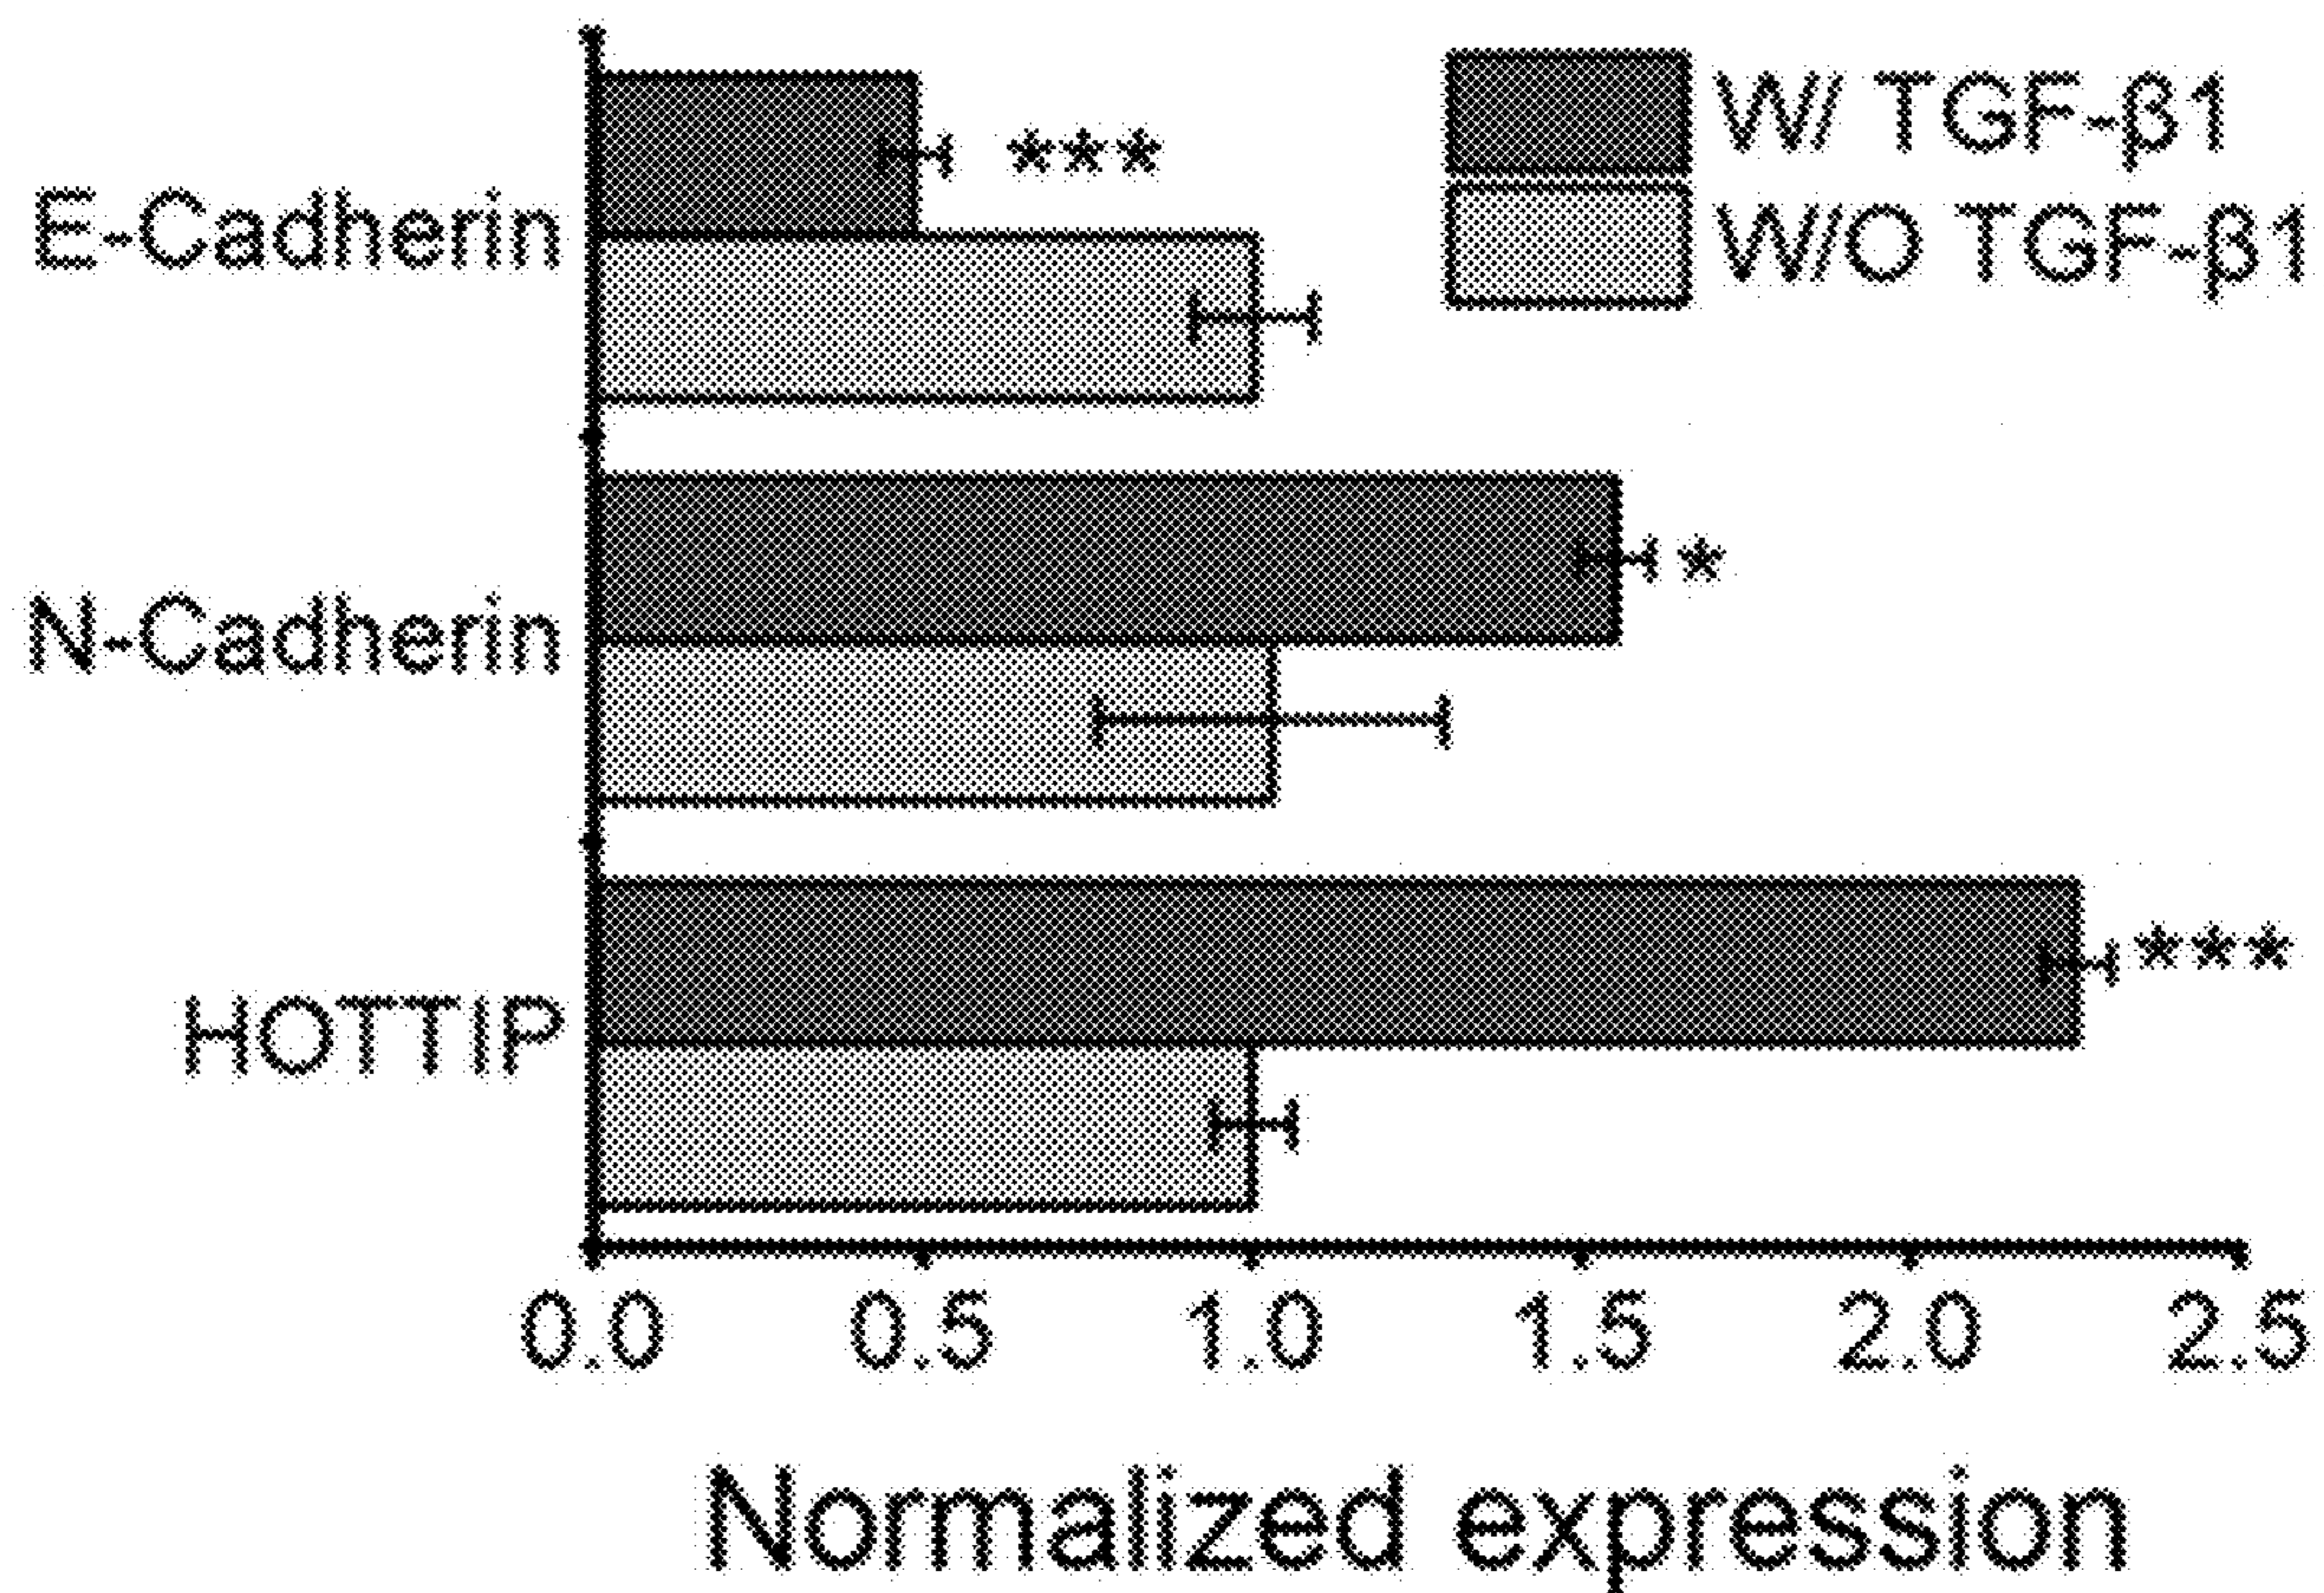 W/ TGF-β1
W/O TGF-β1
E-Cadherin
***
N-Cadherin
*
HOTTIP
***
0.0 0.5 1.0 1.5 2.0 2.5
Normalized expression